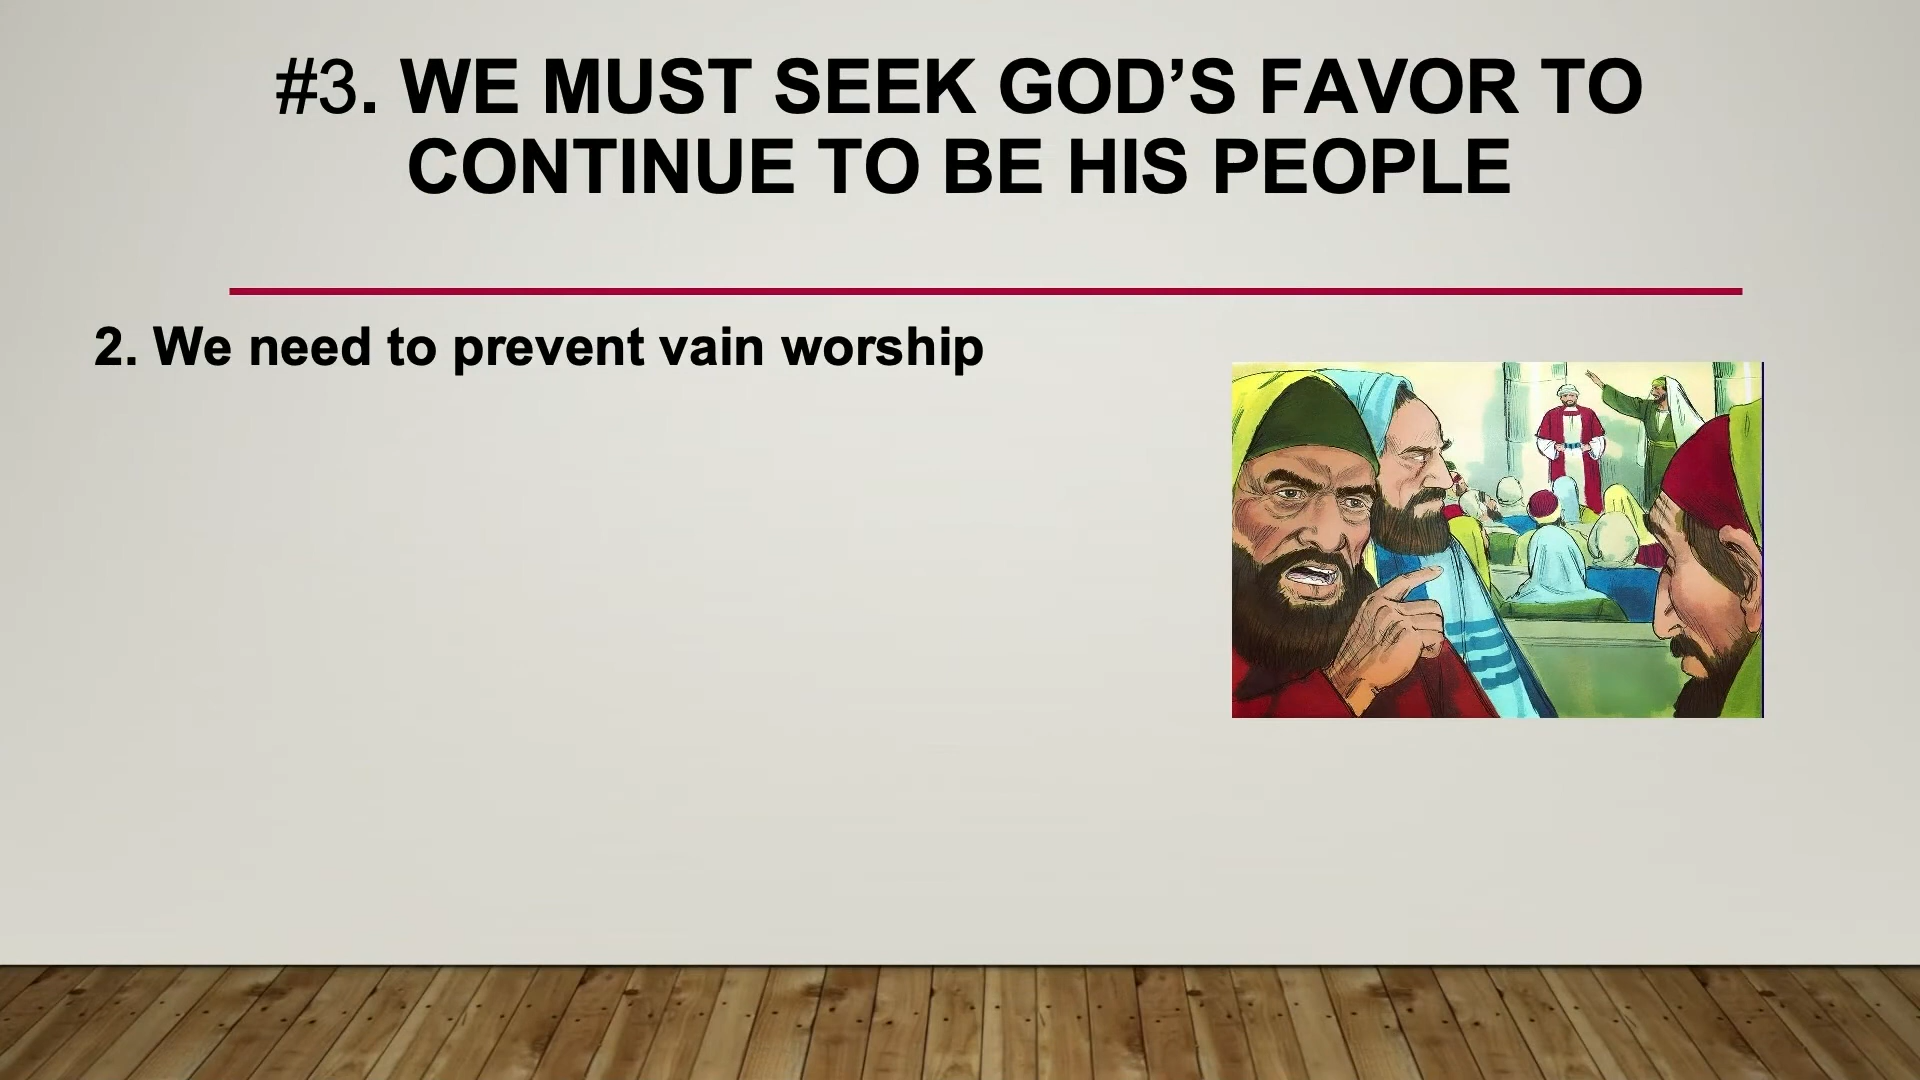 #3. WE MUST SEEK GOD’S FAVOR TO
CONTINUE TO BE HIS PEOPLE
2. We need to prevent vain worship